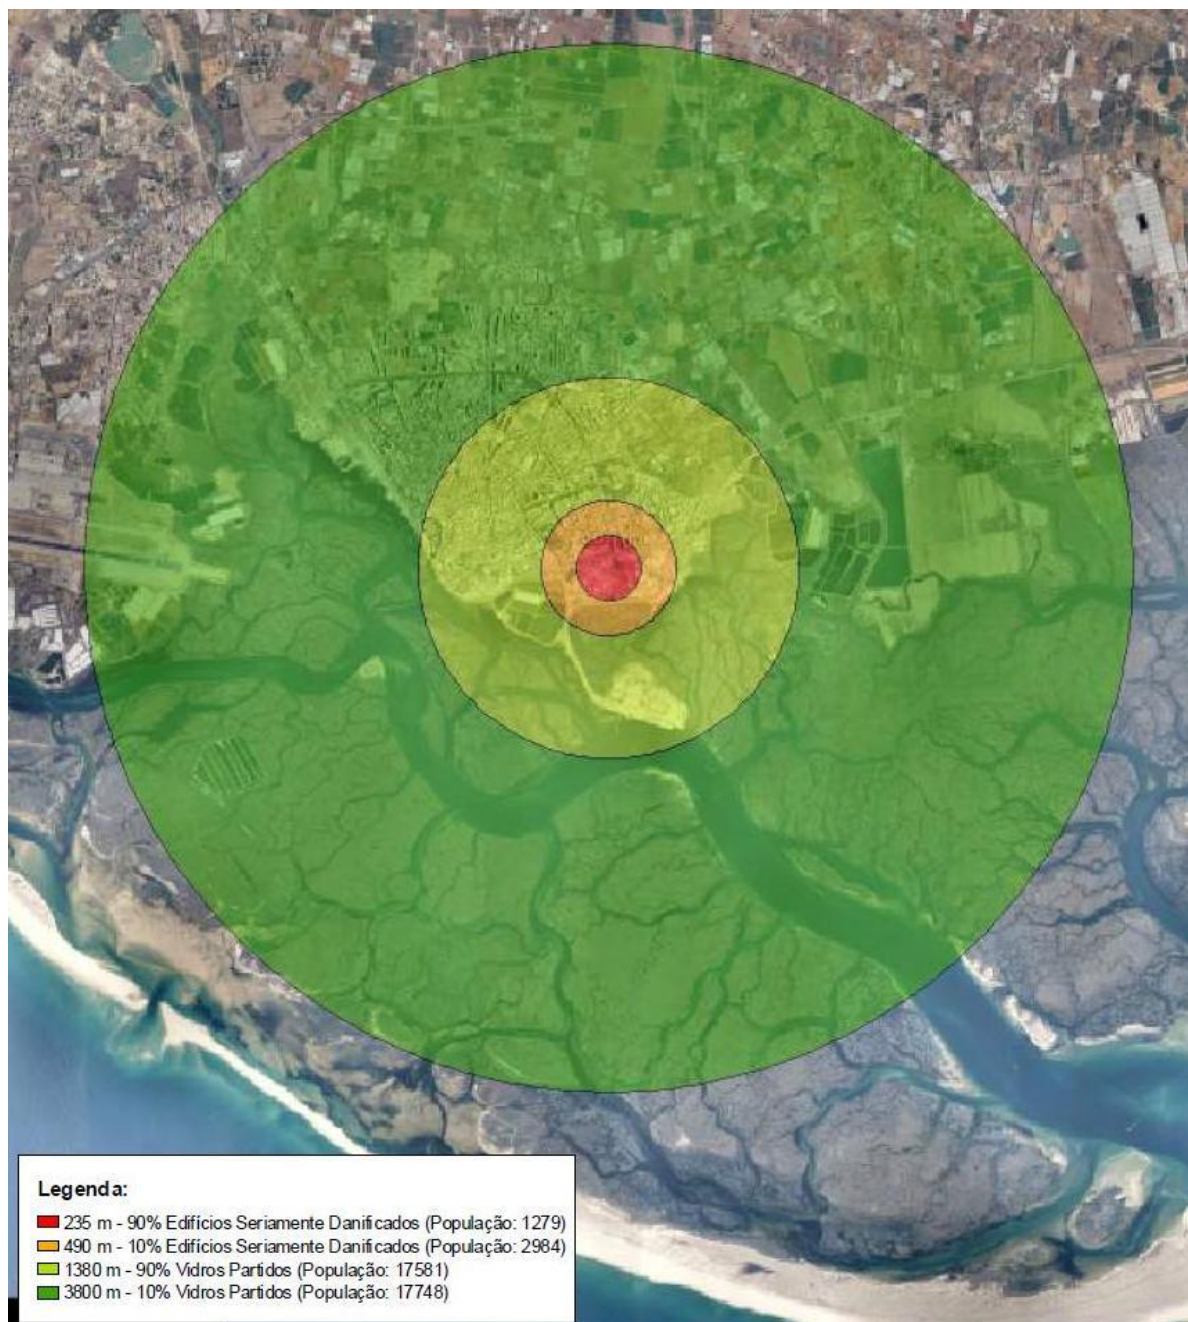 Legenda:
235 m - 90% Edifícios Seriamente Danificados (População: 1279)
490 m - 10% Edifícios Seriamente Danificados (População: 2984)
1380 m - 90% Vidros Partidos (População: 17581)
3800 m - 10% Vidros Partidos (População: 17748)